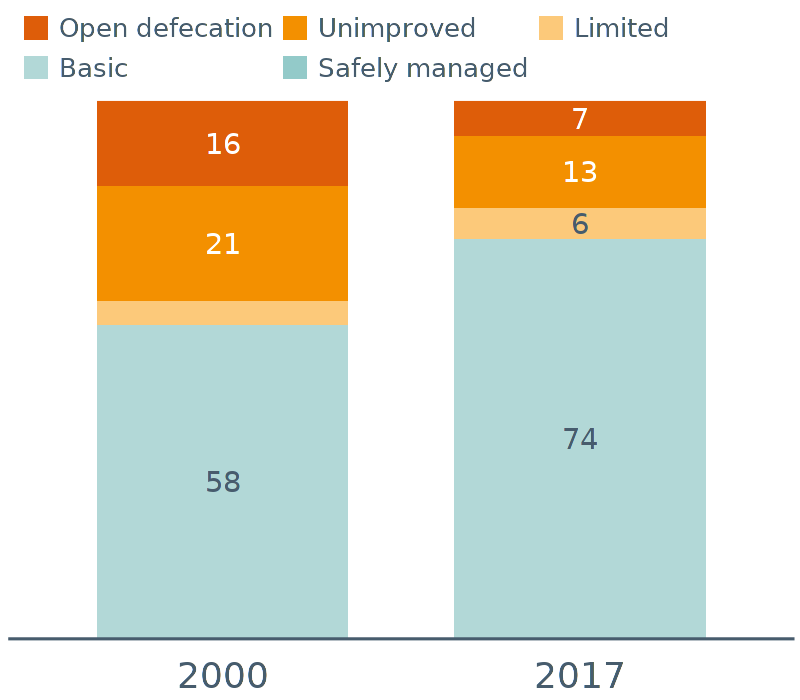 Open defecation Unimproved Limited
Basic Safely managed
16 7
21 13
6
58 74
2000 2017